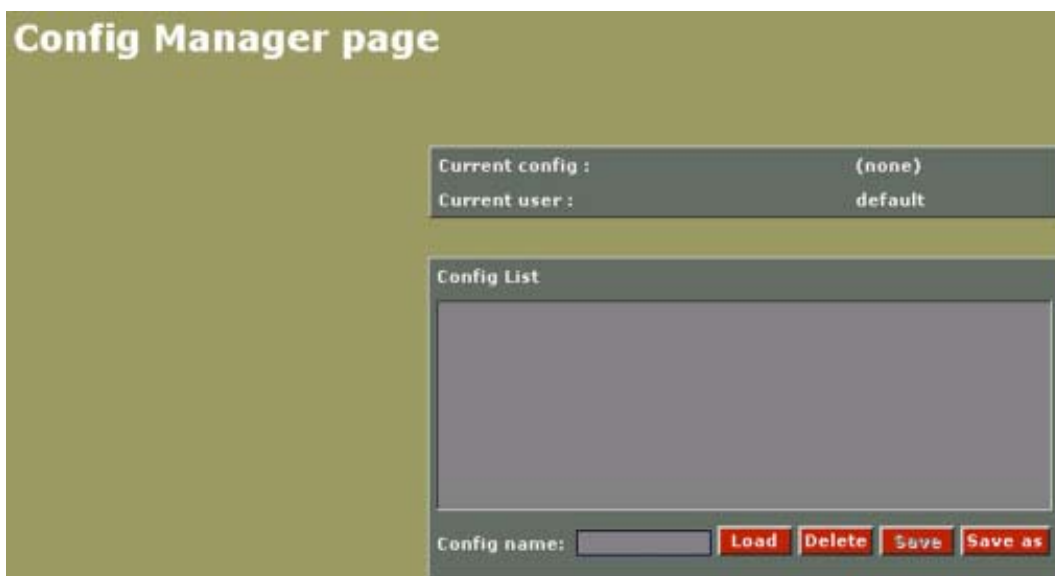 Config Manager page
Current config : (none)
Current user : default
Config List
Config name: Load Delete Save Save as